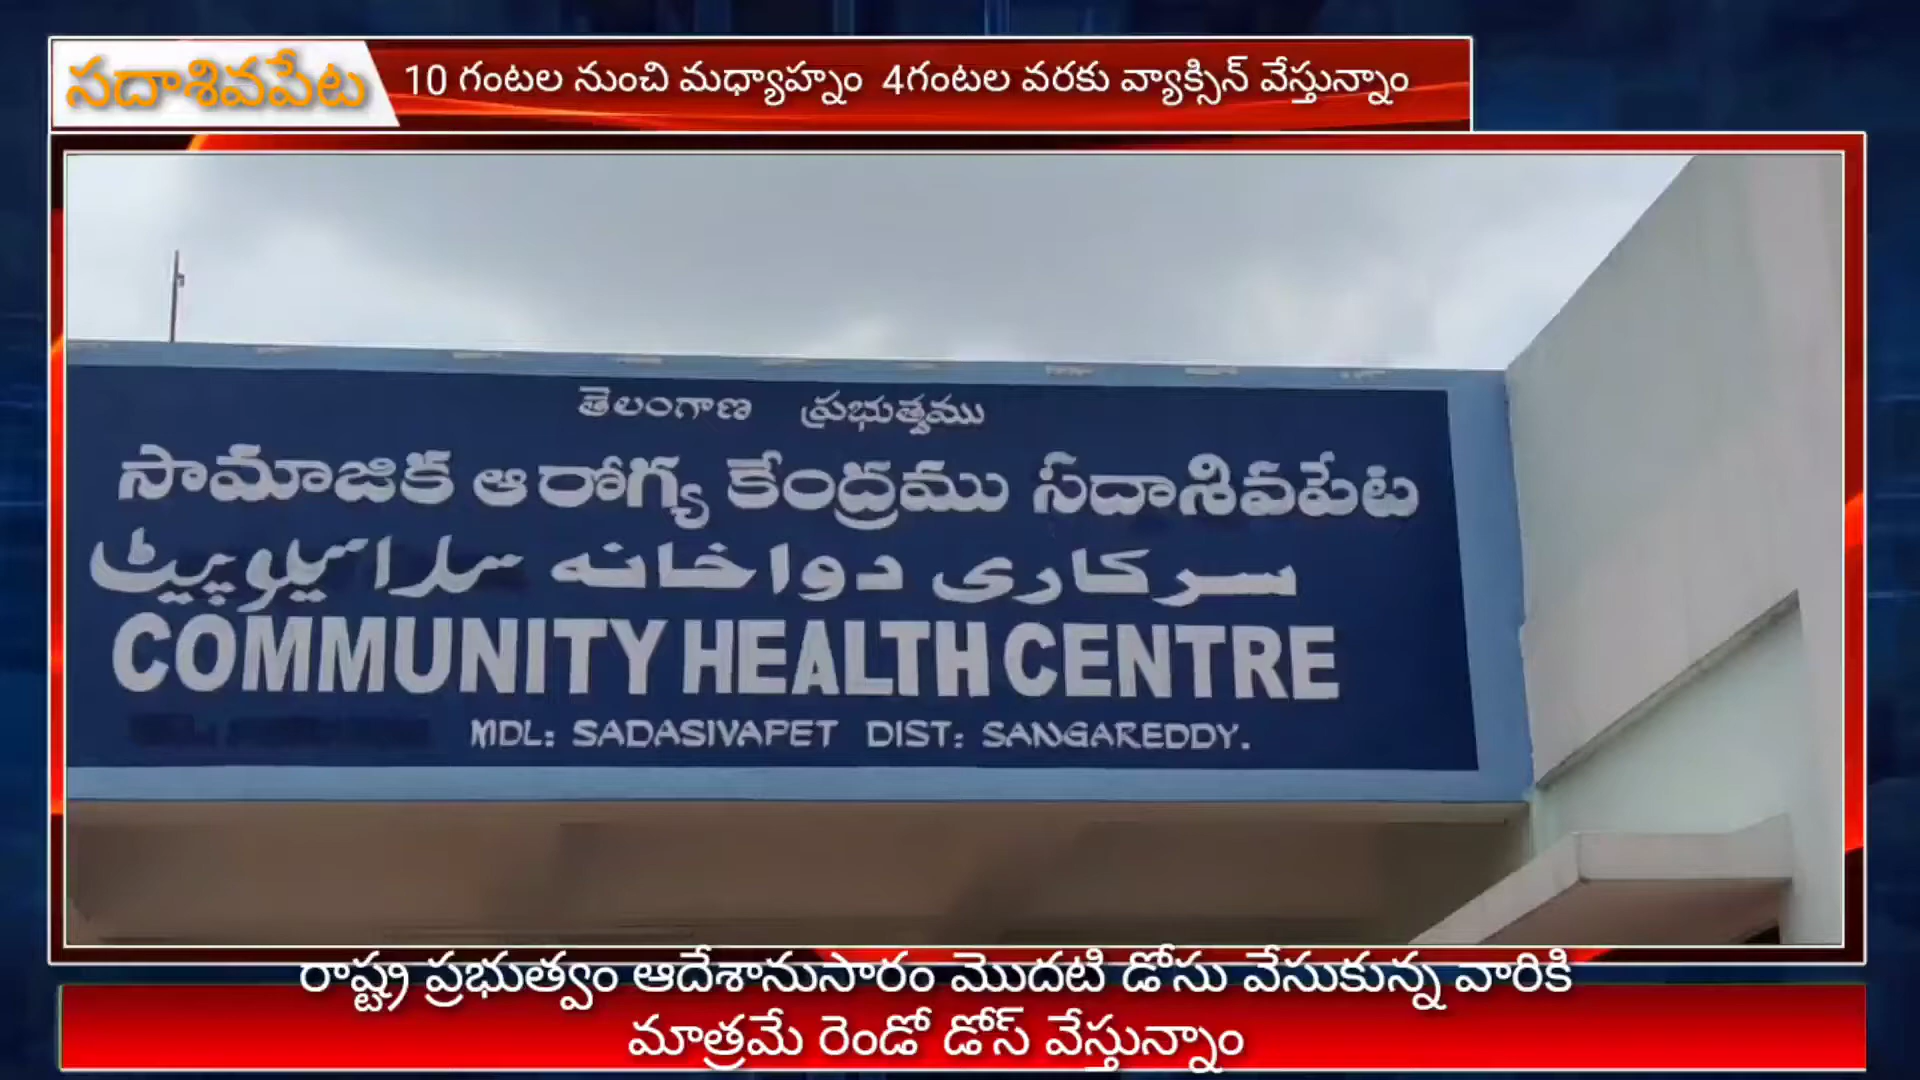 సదాశివపేట
10 గంటల నుంచి మధ్యాహ్నం 4గంటల వరకు వ్యాక్సిన్ వేస్తున్నాం
తెలంగాణ ప్రభుత్వము
సామాజిక ఆరోగ్య కేంద్రము సదాశివపేట
سرکاری دواخانہ
COMMUNITY HEALTH CENTRE
MDL: SADASIVAPET DIST: SANGAREDDY.
రాష్ట్ర ప్రభుత్వం ఆదేశానుసారం మొదటి డోసు వేసుకున్న వారికి
మాత్రమే రెండో డోస్ వేస్తున్నాం